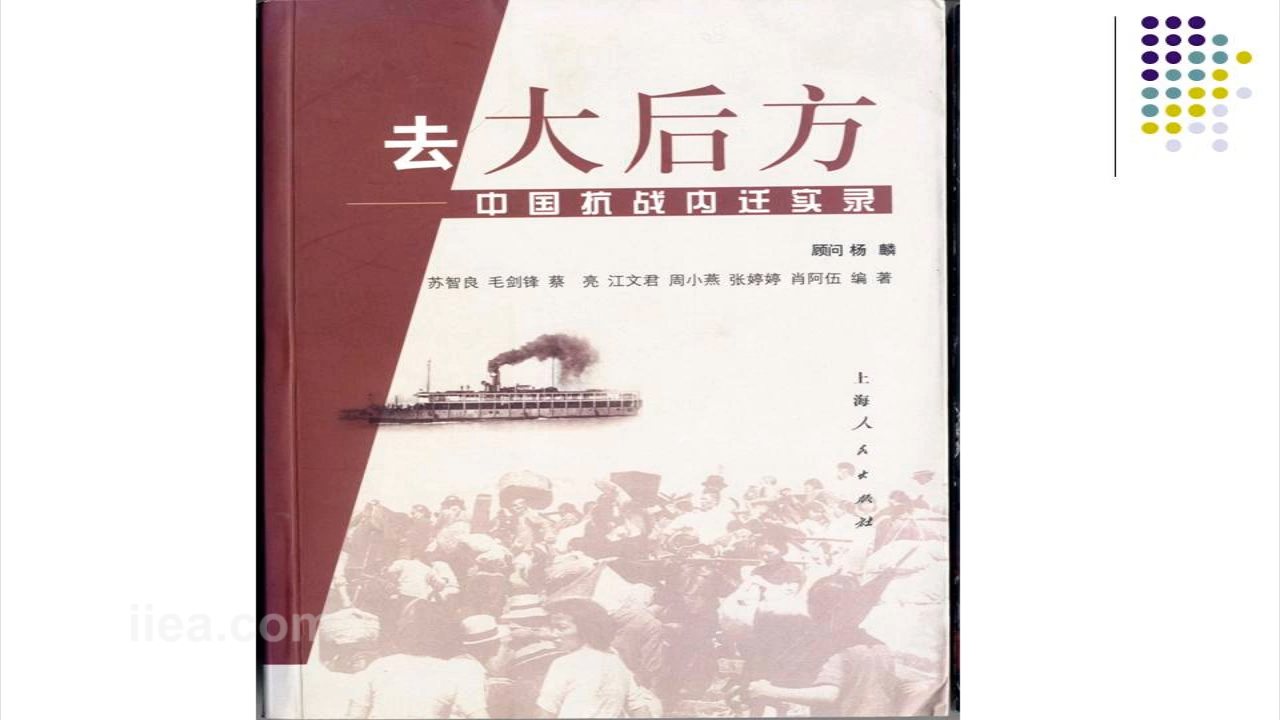 去大后方
中国抗战内迁实录
顾问 杨 麟
苏智良 毛剑锋 蔡 亮 江文君 周小燕 张婷婷 肖阿伍 编 著
上海人民出版社
iiea.com